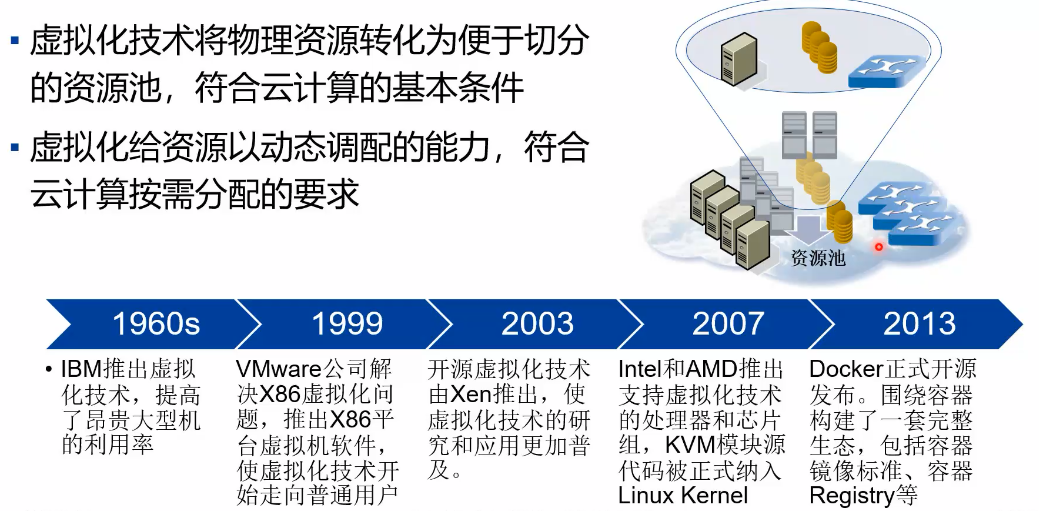 ▪ 虚拟化技术将物理资源转化为便于切分
的资源池，符合云计算的基本条件
▪ 虚拟化给资源以动态调配的能力，符合
云计算按需分配的要求
资源池
1960s
1999
2003
2007
2013
• IBM推出虚拟
化技术，提高
了昂贵大型机
的利用率
VMware公司解
决X86虚拟化问
题，推出X86平
台虚拟机软件，
使虚拟化技术开
始走向普通用户
开源虚拟化技术
由Xen推出，使
虚拟化技术的研
究和应用更加普
及。
Intel和AMD推出
支持虚拟化技术
的处理器和芯片
组，KVM模块源
代码被正式纳入
Linux Kernel
Docker正式开源
发布。围绕容器
构建了一套完整
生态，包括容器
镜像标准、容器
Registry等